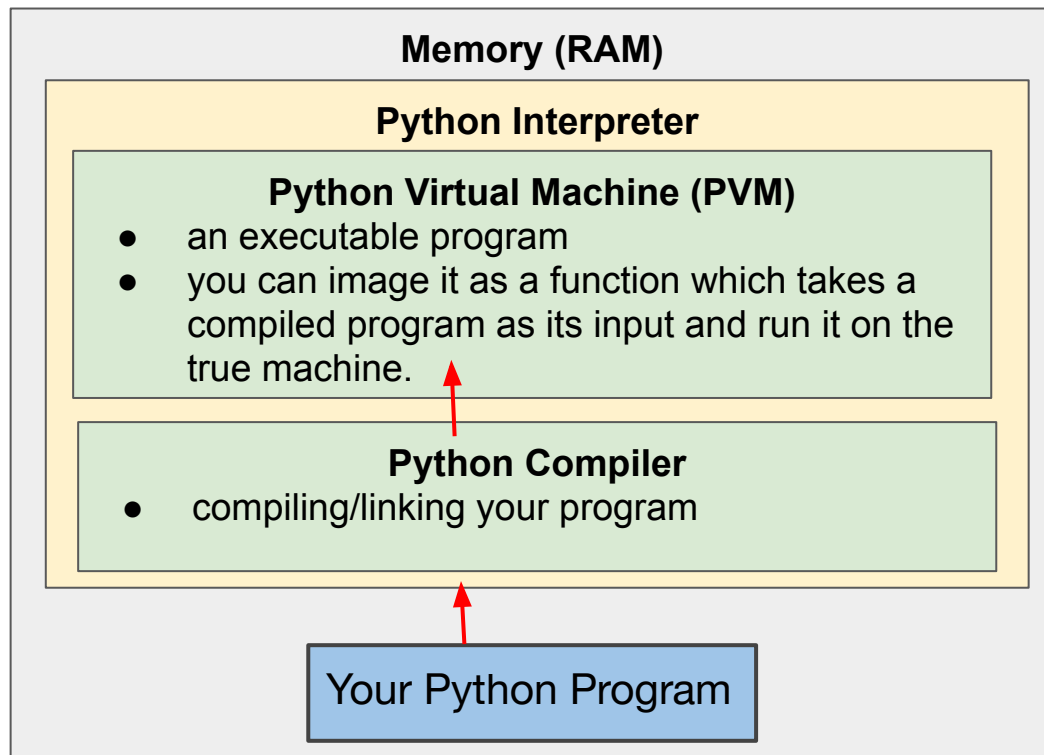 Memory (RAM)
Python Interpreter
Python Virtual Machine (PVM)
● an executable program
● you can image it as a function which takes a
compiled program as its input and run it on the
true machine.
Python Compiler
● compiling/linking your program
Your Python Program